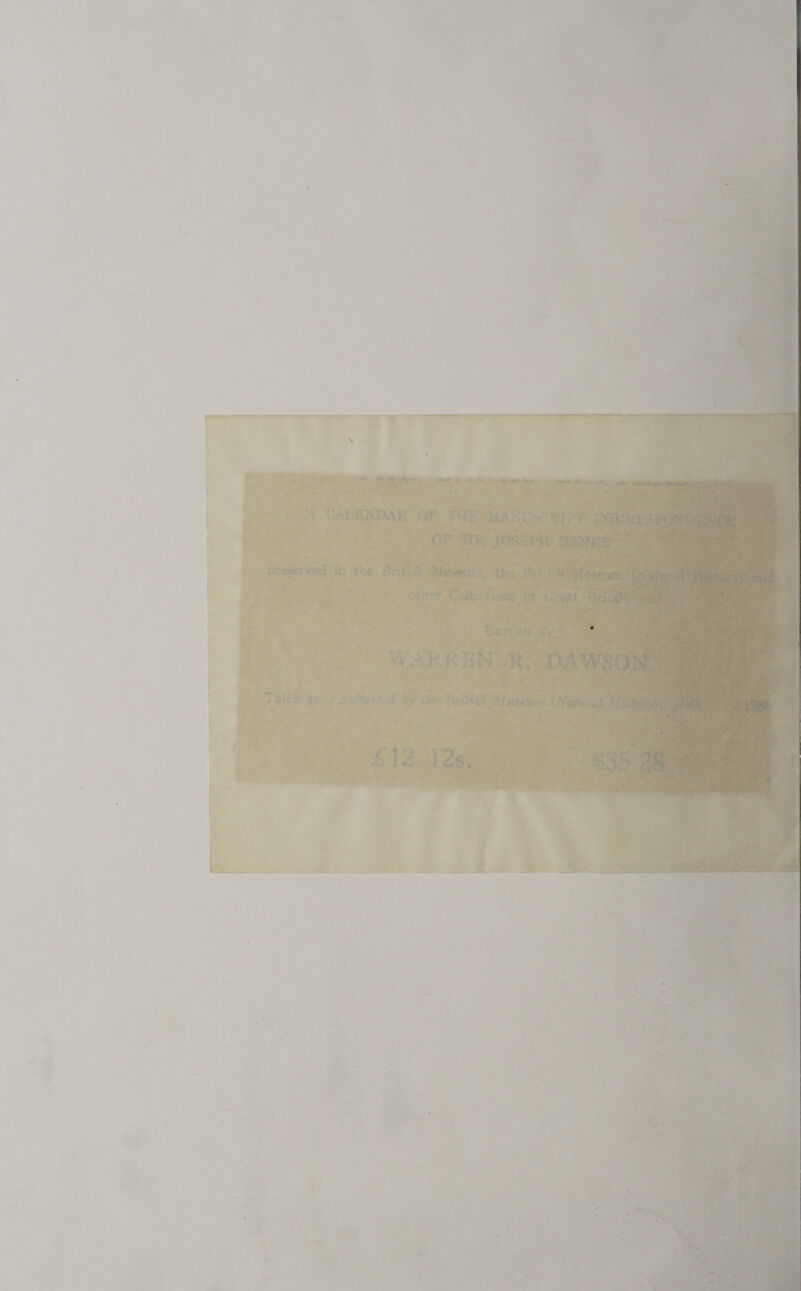 A CALENDAR OF THE MANUSCRIPT CORRESPONDENCE
OF SIR JOSEPH BANKS
preserved in the British Museum, the British Museum (Natural History) and
other Collections in Great Britain
EDITED BY
WARREN R. DAWSON
Thick published by the British Museum (Natural History), cloth
£12 12s. $35.28